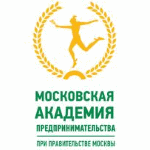 МОСКОВСКАЯ
АКАДЕМИЯ
ПРЕДПРИНИМАТЕЛЬСТВА
ПРИ ПРАВИТЕЛЬСТВЕ МОСКВЫ